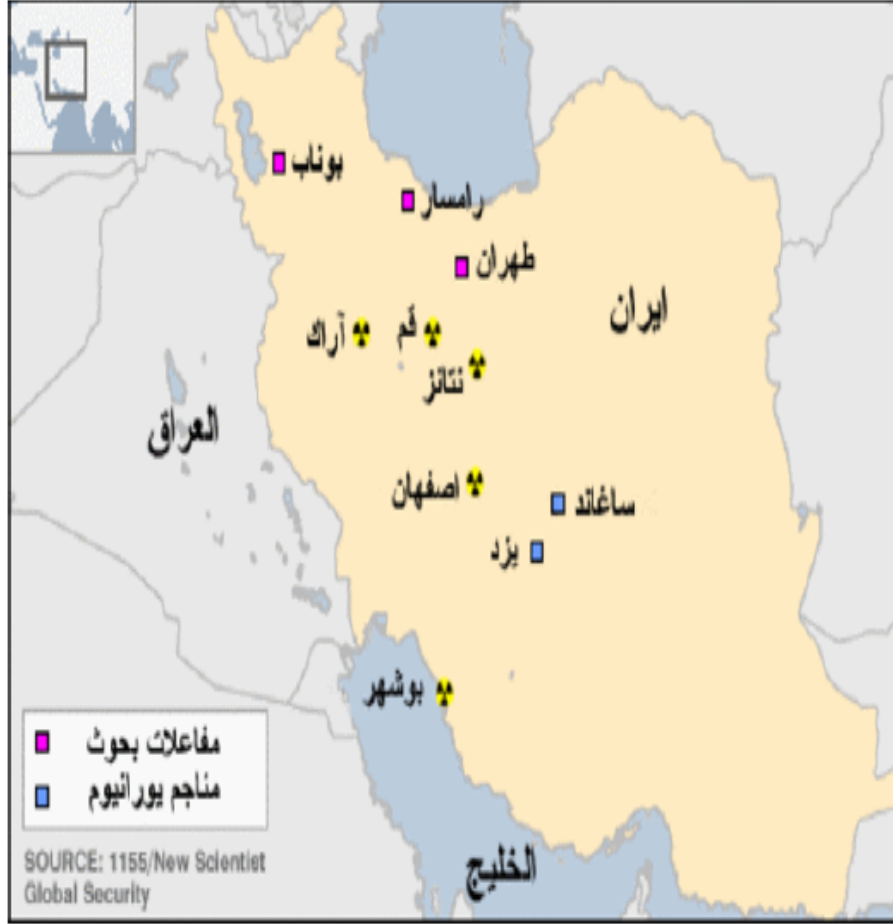 بوناب
رامسار
طهران
ايران
آراك
قم
نتانز
العراق
اصفهان
ساغاند
يزد
بوشهر
مفاعلات بحوث
مناجم يورانيوم
الخليج
SOURCE: 1155/New Scientist
Global Security